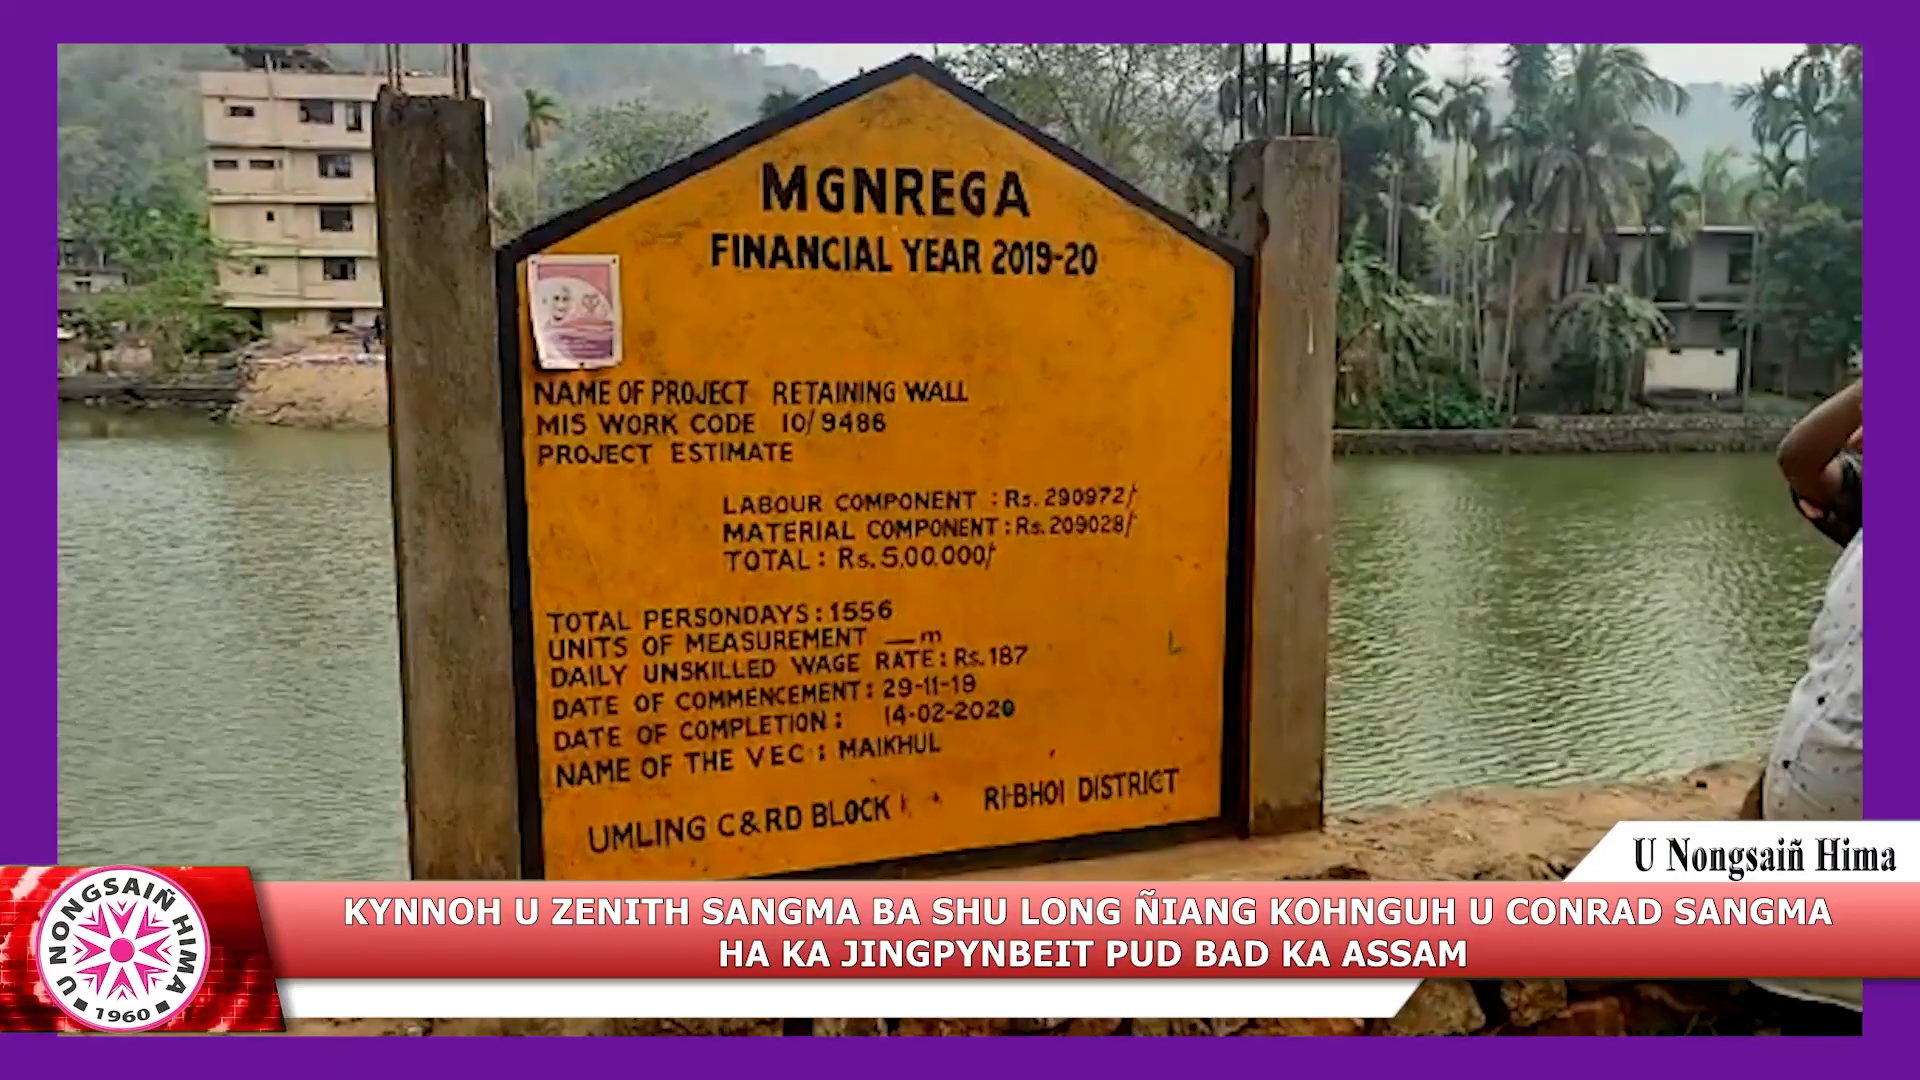 MGNREGA
FINANCIAL YEAR 2019-20
NAME OF PROJECT RETAINING WALL
MIS WORK CODE 10/9486
PROJECT ESTIMATE
LABOUR COMPONENT : Rs. 290972/-
MATERIAL COMPONENT : Rs. 209028/-
TOTAL : Rs. 5,00,000/-
TOTAL PERSONDAYS : 1556
UNITS OF MEASUREMENT __m
DAILY UNSKILLED WAGE RATE : Rs. 187
DATE OF COMMENCEMENT : 29-11-19
DATE OF COMPLETION : 14-02-2020
NAME OF THE VEC : MAIKHUL
UMLING C&RD BLOCK RI-BHOI DISTRICT
U Nongsaiñ Hima
KYNNOH U ZENITH SANGMA BA SHU LONG ÑIANG KOHNGUH U CONRAD SANGMA
HA KA JINGPYNBEIT PUD BAD KA ASSAM
U NONGSAIÑ HIMA
1960